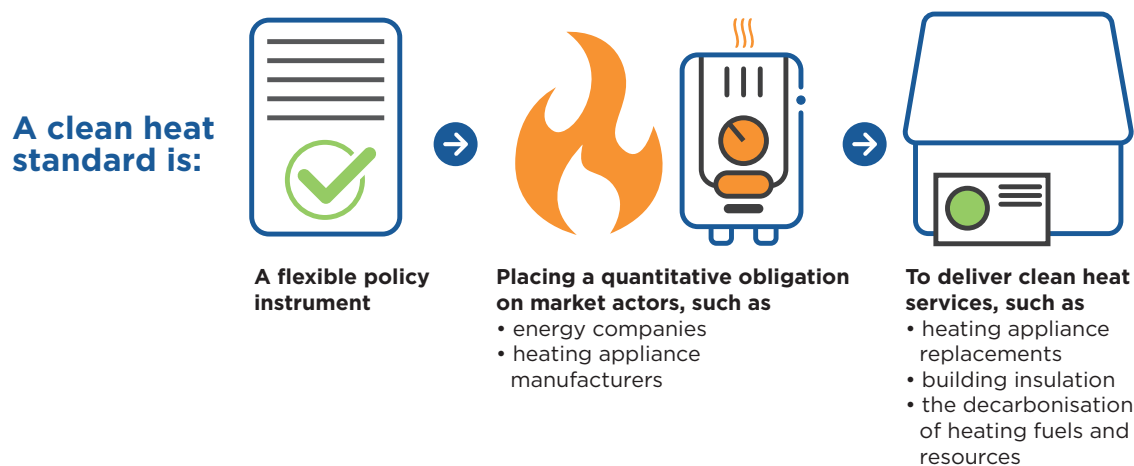 A clean heat
standard is:
A flexible policy
instrument
Placing a quantitative obligation
on market actors, such as
• energy companies
• heating appliance
manufacturers
To deliver clean heat
services, such as
• heating appliance
replacements
• building insulation
• the decarbonisation
of heating fuels and
resources